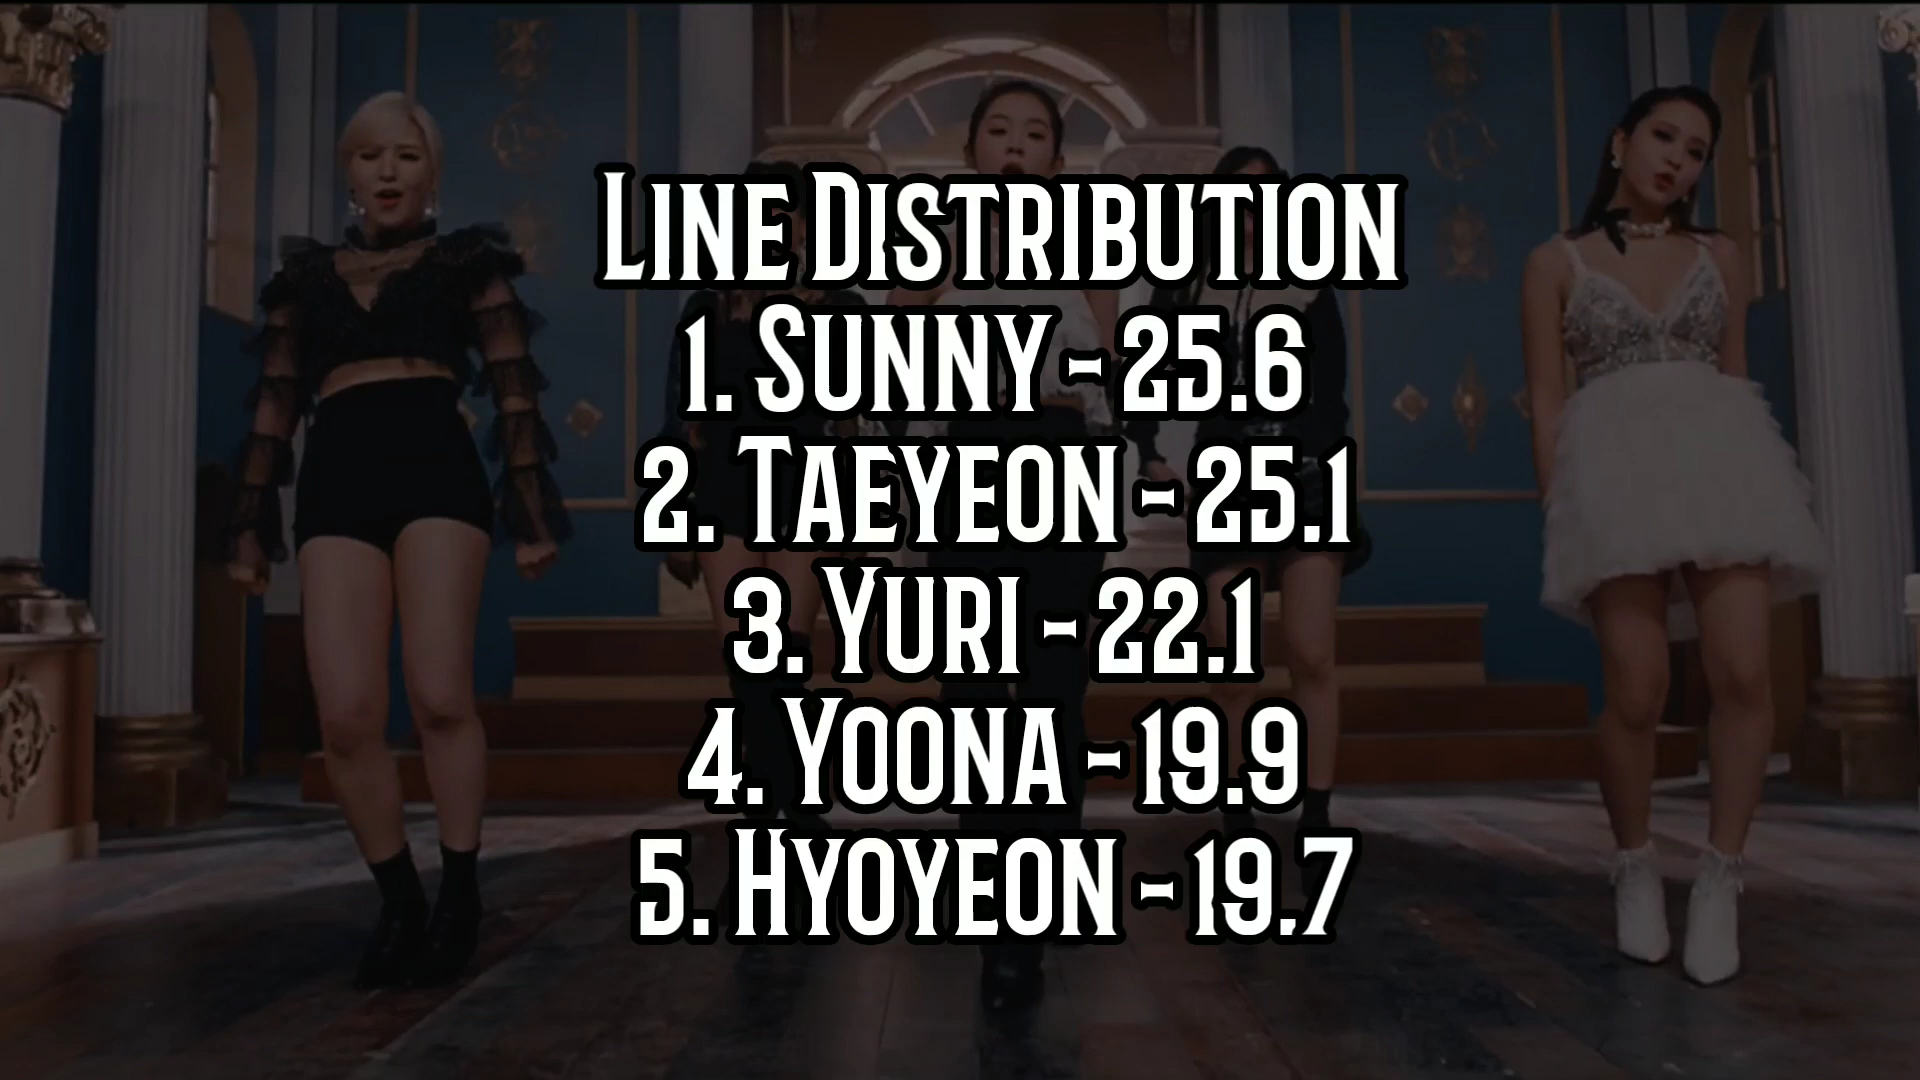 Line Distribution
1. Sunny - 25.6
2. Taeyeon - 25.1
3. Yuri - 22.1
4. Yoona - 19.9
5. Hyoyeon - 19.7